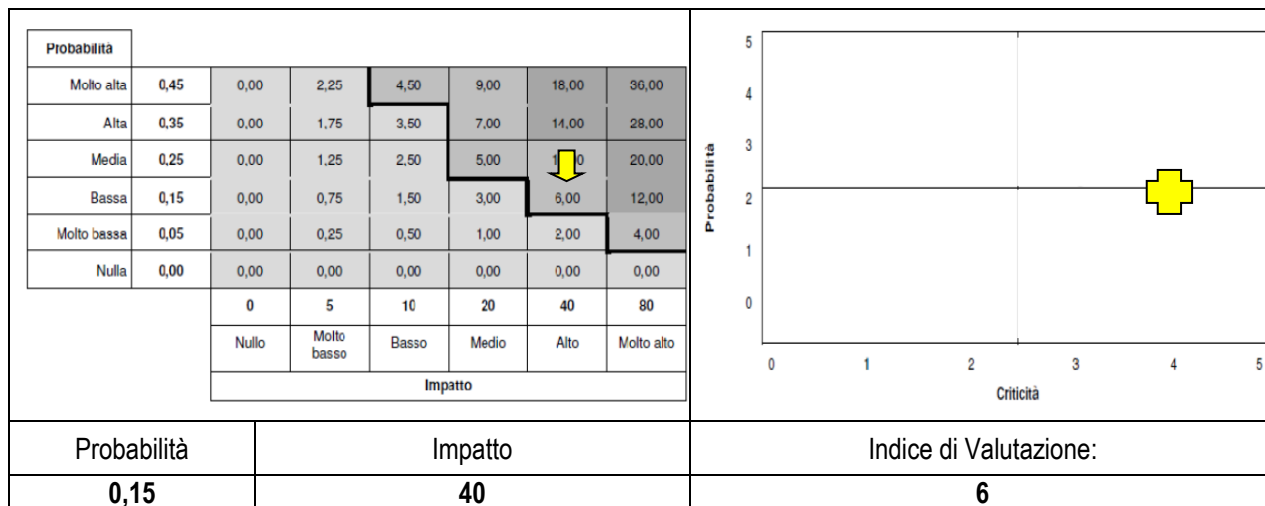 Probabilità
Molto alta 0,45 0,00 2,25 4,50 9,00 18,00 36,00
Alta 0,35 0,00 1,75 3,50 7,00 14,00 28,00
Media 0,25 0,00 1,25 2,50 5,00 20,00
Bassa 0,15 0,00 0,75 1,50 3,00 6,00 12,00
Molto bassa 0,05 0,00 0,25 0,50 1,00 2,00 4,00
Nulla 0,00 0,00 0,00 0,00 0,00 0,00 0,00
0 5 10 20 40 80
Nullo Molto basso Basso Medio Alto Molto alto
Impatto
5
4
3
2
1
0
Probabilità
0 1 2 3 4 5
Criticità
Probabilità Impatto Indice di Valutazione:
0,15 40 6